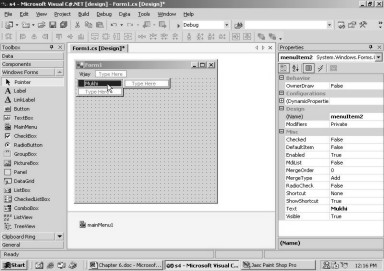 s4 - Microsoft Visual C#.NET [design] - Form1.cs [Design]*
File Edit View Project Build Debug Data Tools Window Help
Debug
Toolbox
Data
Components
Windows Forms
Pointer
A Label
A LinkLabel
Button
TextBox
MainMenu
CheckBox
RadioButton
GroupBox
PictureBox
Panel
DataGrid
ListBox
CheckedListBox
ComboBox
ListView
TreeView
Clipboard Ring
General
Form1.cs [Design]*
Form1
View Type Here
Mukhi Type Here
Type Here
mainMenu1
Properties
menuItem2 System.Windows.Forms.
Behavior
OwnerDraw False
Configurations
(DynamicPropertie
Design
(Name) menuItem2
Modifiers Private
Misc
Checked False
DefaultItem False
Enabled True
MdiList False
MergeOrder 0
MergeType Add
RadioCheck False
Shortcut None
ShowShortcut True
Text Mukhi
Visible True
(Name)
Ready
Start
Chapter 6.doc - Microsof...
s4 - Microsoft Visual C...
Jasc Paint Shop Pro
12:16 PM